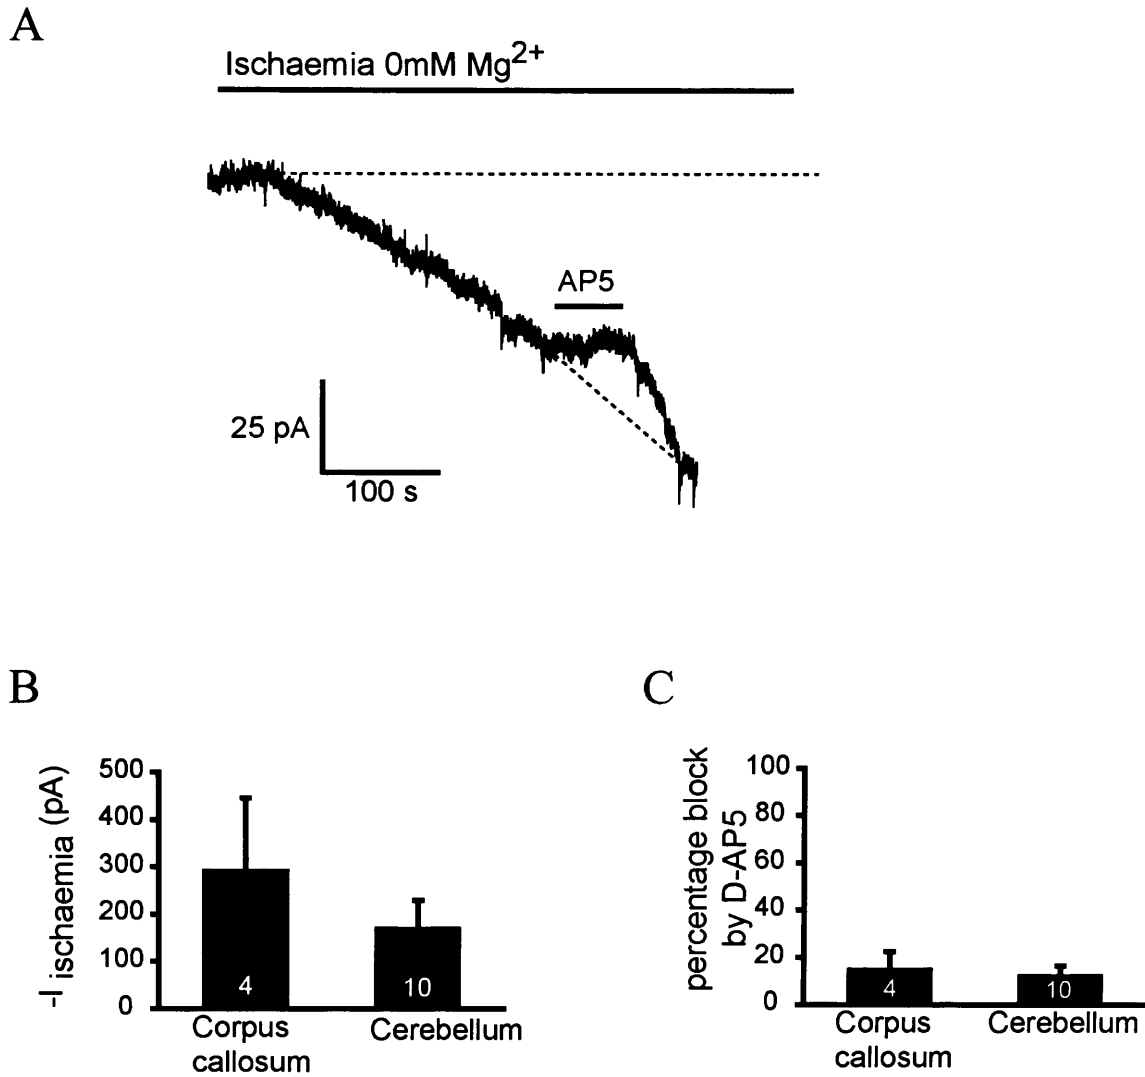 A
Ischaemia 0mM Mg2+
AP5
25 pA
100 s
B
C
-I ischaemia (pA)
500
400
300
200
100
0
4
10
Corpus
callosum
Cerebellum
percentage block
by D-AP5
100
80
60
40
20
0
4
10
Corpus
callosum
Cerebellum